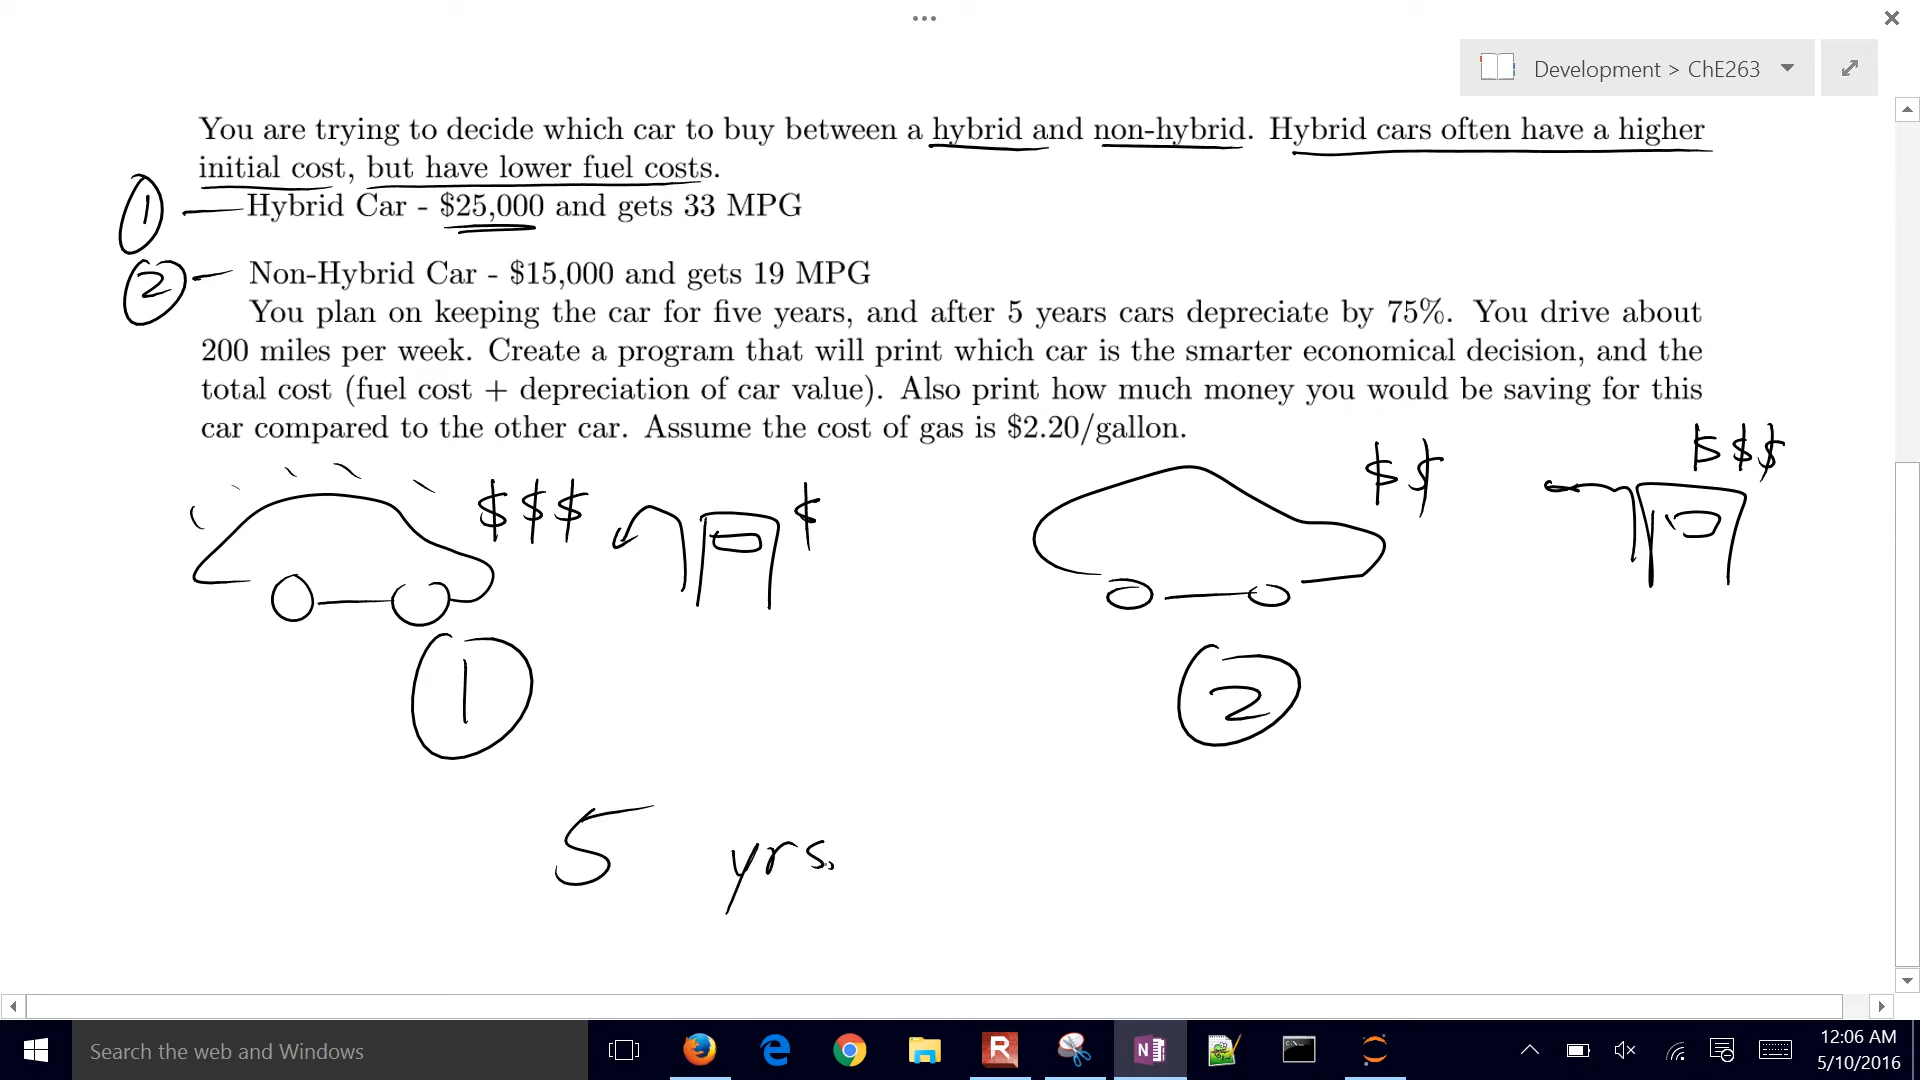 Development > ChE263
You are trying to decide which car to buy between a hybrid and non-hybrid. Hybrid cars often have a higher
initial cost, but have lower fuel costs.
1 Hybrid Car - $25,000 and gets 33 MPG
2 Non-Hybrid Car - $15,000 and gets 19 MPG
You plan on keeping the car for five years, and after 5 years cars depreciate by 75%. You drive about
200 miles per week. Create a program that will print which car is the smarter economical decision, and the
total cost (fuel cost + depreciation of car value). Also print how much money you would be saving for this
car compared to the other car. Assume the cost of gas is $2.20/gallon.
$$$ $ $$ $$$
1 2
5 yrs.
Search the web and Windows
12:06 AM
5/10/2016